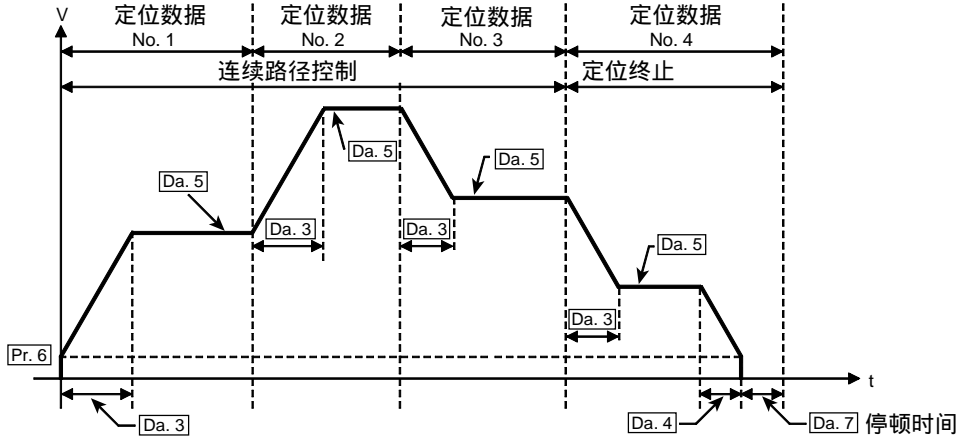 V
定位数据 定位数据 定位数据 定位数据
No. 1 No. 2 No. 3 No. 4
连续路径控制 定位终止
Da. 5
Da. 5
Da. 5
Da. 3 Da. 3
Da. 5
Da. 3
Pr. 6
t
Da. 3 Da. 4 Da. 7 停顿时间